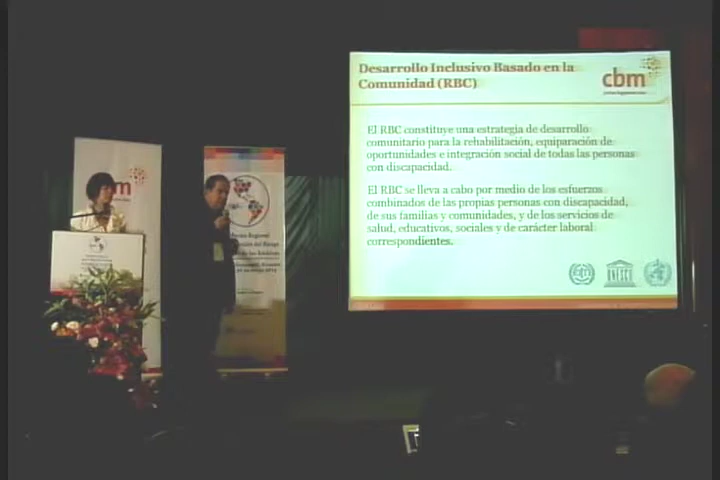 Desarrollo Inclusivo Basado en la
Comunidad (RBC)
cbm
El RBC constituye una estrategia de desarrollo
comunitario para la rehabilitación, equiparación de
oportunidades e integración social de todas las personas
con discapacidad.
El RBC se lleva a cabo por medio de los esfuerzos
combinados de las propias personas con discapacidad,
de sus familias y comunidades, y de los servicios de
salud, educativos, sociales y de carácter laboral
correspondientes.
UNESCO
bm
Regional